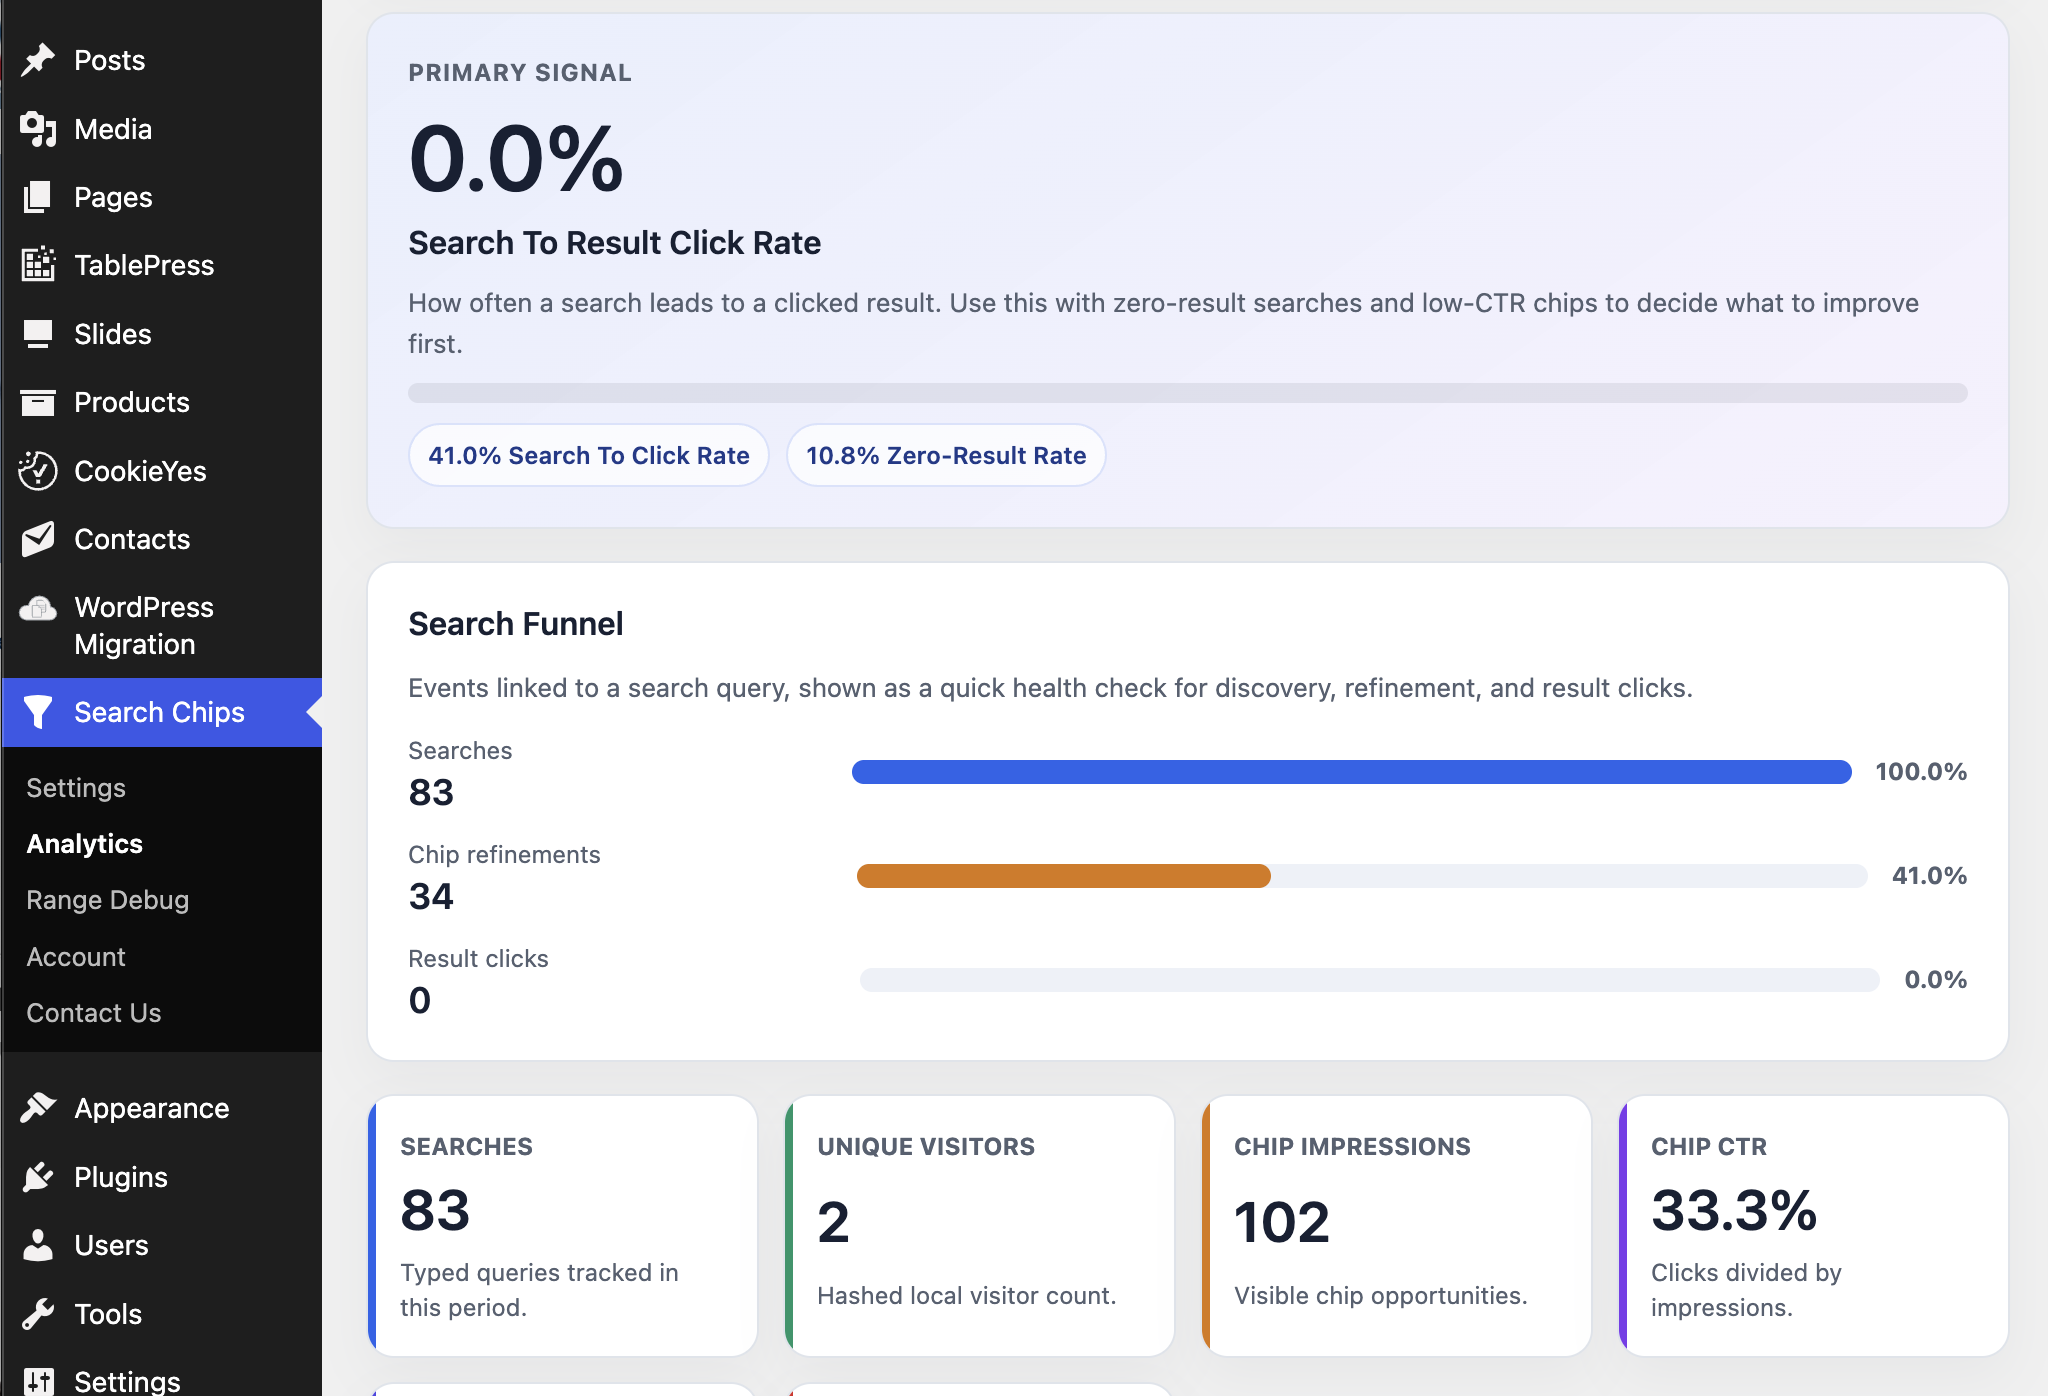 Posts
Media
Pages
TablePress
Slides
Products
CookieYes
Contacts
WordPress
Migration
Search Chips
Settings
Analytics
Range Debug
Account
Contact Us
Appearance
Plugins
Users
Tools
Settings
PRIMARY SIGNAL
0.0%
Search To Result Click Rate
How often a search leads to a clicked result. Use this with zero-result searches and low-CTR chips to decide what to improve
first.
41.0% Search To Click Rate
10.8% Zero-Result Rate
Search Funnel
Events linked to a search query, shown as a quick health check for discovery, refinement, and result clicks.
Searches
83
100.0%
Chip refinements
34
41.0%
Result clicks
0
0.0%
SEARCHES
83
Typed queries tracked in
this period.
UNIQUE VISITORS
2
Hashed local visitor count.
CHIP IMPRESSIONS
102
Visible chip opportunities.
CHIP CTR
33.3%
Clicks divided by
impressions.